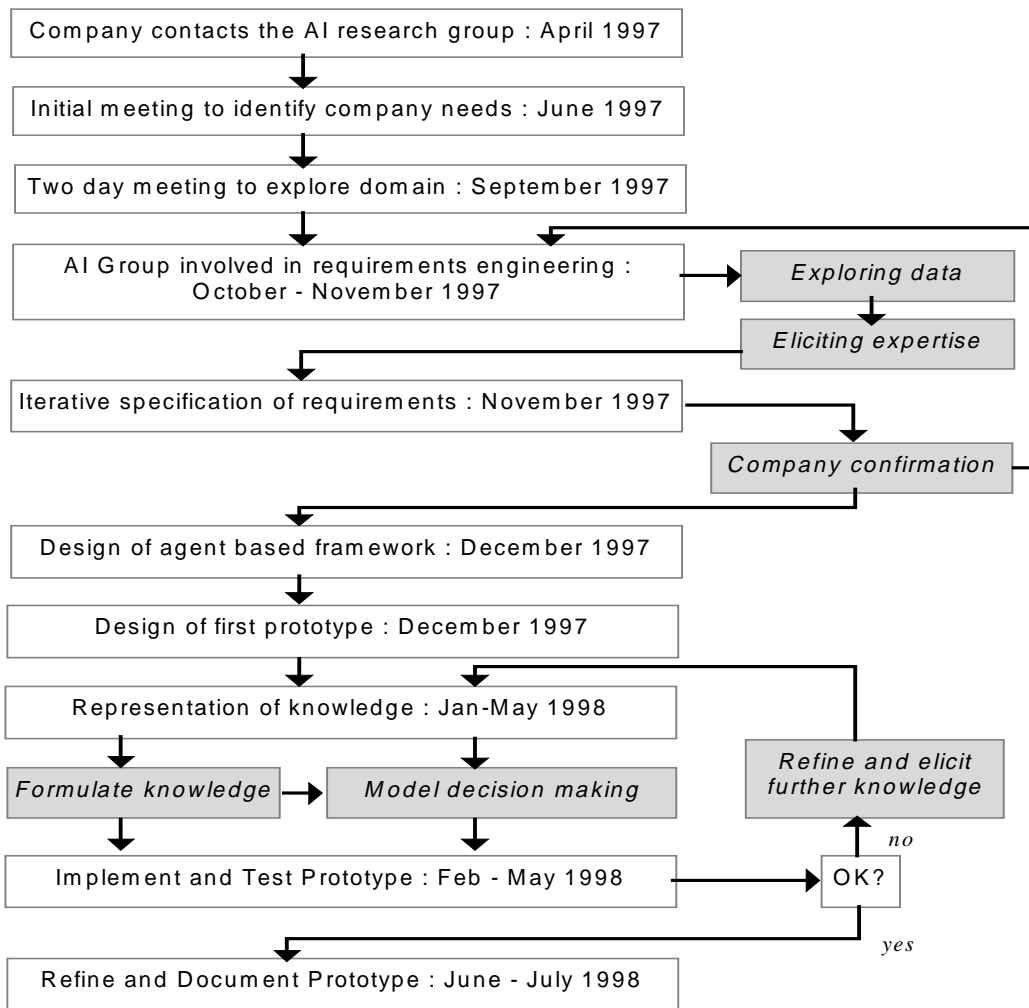 Company contacts the AI research group : April 1997
Initial meeting to identify company needs : June 1997
Two day meeting to explore domain : September 1997
AI Group involved in requirements engineering :
October - November 1997
Exploring data
Eliciting expertise
Iterative specification of requirements : November 1997
Company confirmation
Design of agent based framework : December 1997
Design of first prototype : December 1997
Representation of knowledge : Jan-May 1998
Formulate knowledge
Model decision making
Refine and elicit
further knowledge
no
Implement and Test Prototype : Feb - May 1998
OK?
yes
Refine and Document Prototype : June - July 1998